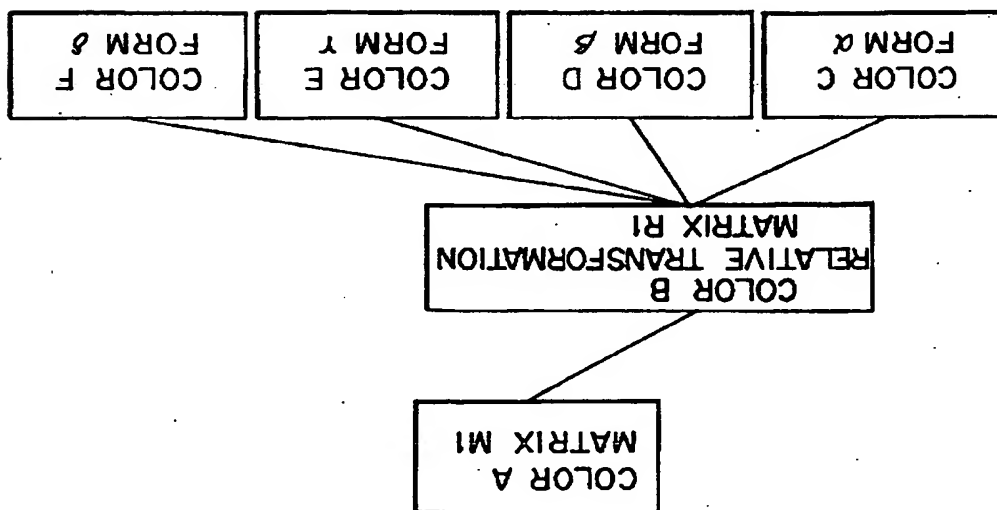 COLOR A
MATRIX M1
COLOR B
RELATIVE TRANSFORMATION
MATRIX R1
COLOR C
FORM α
COLOR D
FORM β
COLOR E
FORM γ
COLOR F
FORM δ